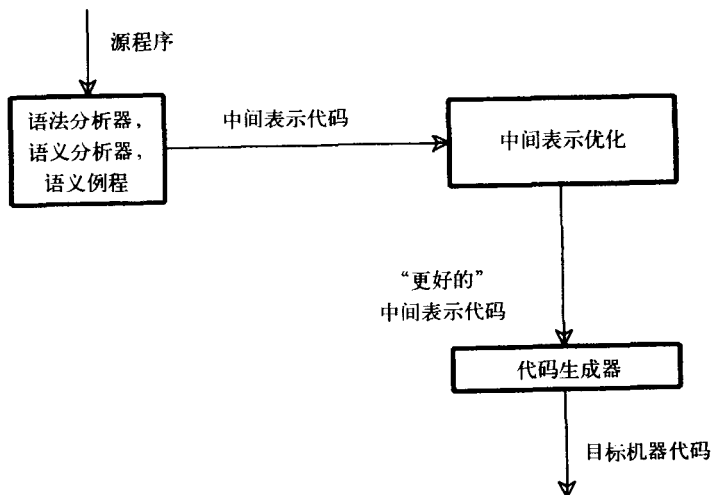 源程序
语法分析器，
语义分析器，
语义例程
中间表示代码
中间表示优化
“更好的”
中间表示代码
代码生成器
目标机器代码